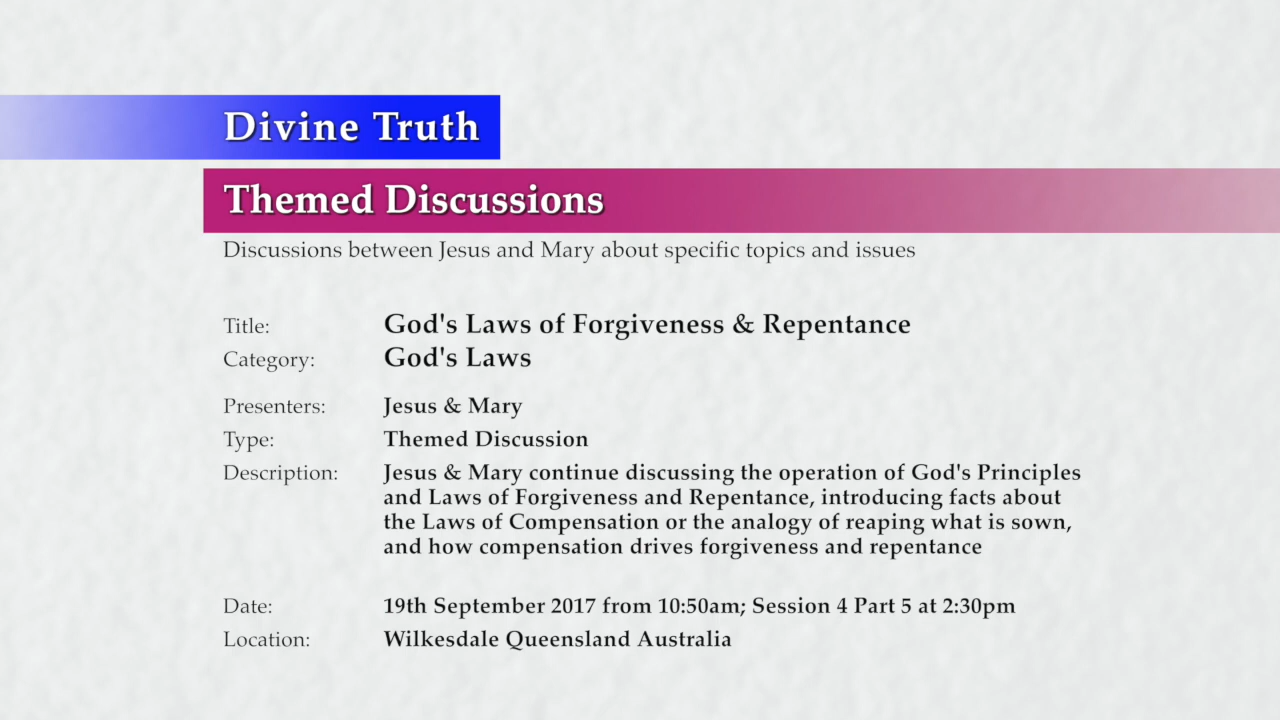 Divine Truth
Themed Discussions
Discussions between Jesus and Mary about specific topics and issues
Title: God's Laws of Forgiveness & Repentance
Category: God's Laws
Presenters: Jesus & Mary
Type: Themed Discussion
Description: Jesus & Mary continue discussing the operation of God's Principles
and Laws of Forgiveness and Repentance, introducing facts about
the Laws of Compensation or the analogy of reaping what is sown,
and how compensation drives forgiveness and repentance
Date: 19th September 2017 from 10:50am; Session 4 Part 5 at 2:30pm
Location: Wilkesdale Queensland Australia